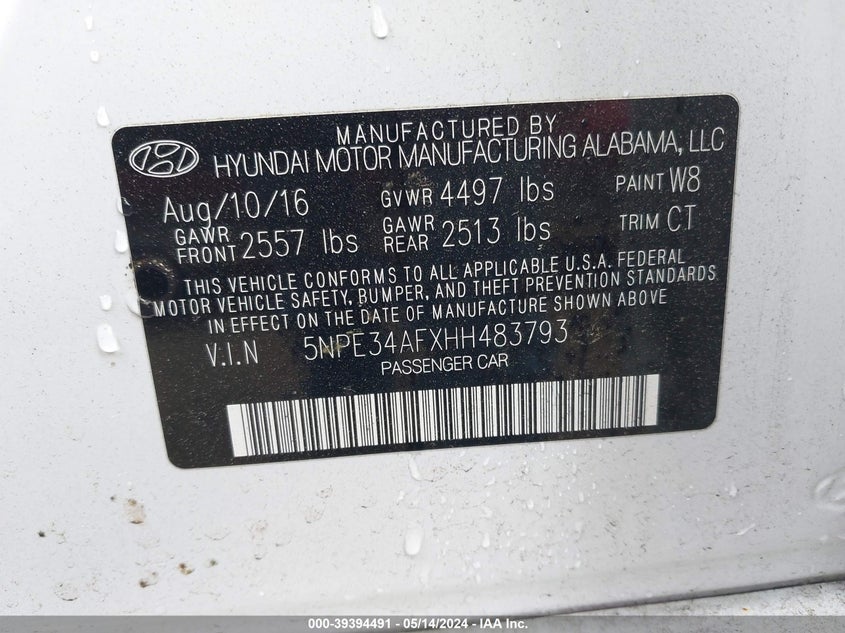 MANUFACTURED BY
HYUNDAI MOTOR MANUFACTURING ALABAMA, LLC
Aug/10/16 GVWR 4497 lbs PAINT W8
GAWR FRONT 2557 lbs GAWR REAR 2513 lbs TRIM CT
THIS VEHICLE CONFORMS TO ALL APPLICABLE U.S.A. FEDERAL
MOTOR VEHICLE SAFETY, BUMPER, AND THEFT PREVENTION STANDARDS
IN EFFECT ON THE DATE OF MANUFACTURE SHOWN ABOVE
V.I.N 5NPE34AFXHH483793
PASSENGER CAR
000-39394491 - 05/14/2024 - IAA Inc.